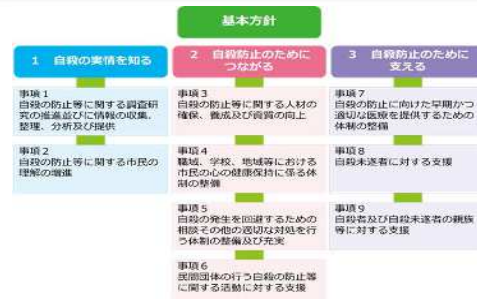 基本方針
1 自殺の実情を知る
事項1
自殺の防止等に関する調査研
究の推進並びに情報の収集、
整理、分析及び提供
事項2
自殺の防止等に関する市民の
理解の増進
2 自殺防止のために
つながる
事項3
自殺の防止等に関する人材の
確保、養成及び資質の向上
事項4
職域、学校、地域等における
市民の心の健康保持に係る体
制の整備
事項5
自殺の発生を回避するための
相談その他の適切な対処を行
う体制の整備及び充実
事項6
民間団体の行う自殺の防止等
に関する活動に対する支援
3 自殺防止のために
支える
事項7
自殺の防止に向けた早期かつ
適切な医療を提供するための
体制の整備
事項8
自殺未遂者に対する支援
事項9
自殺者及び自殺未遂者の親族
等に対する支援